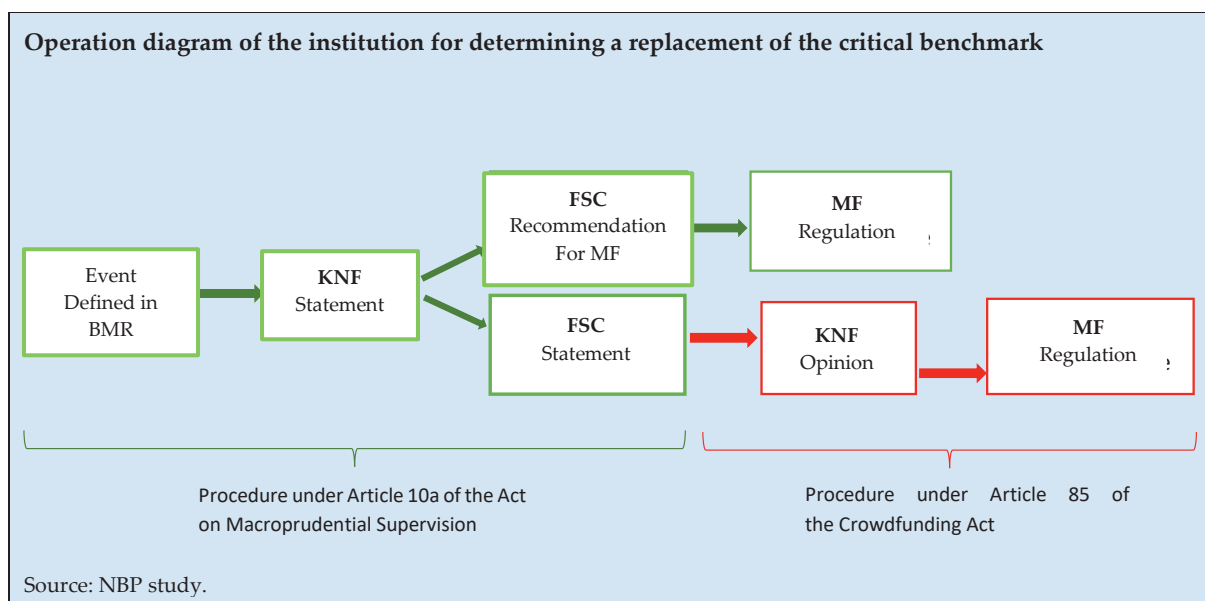 Operation diagram of the institution for determining a replacement of the critical benchmark
FSC
Recommendation
For MF
MF
Regulation
Event
Defined in
BMR
KNF
Statement
FSC
Statement
KNF
Opinion
MF
Regulation
Procedure under Article 10a of the Act
on Macroprudential Supervision
Procedure under Article 85 of
the Crowdfunding Act
Source: NBP study.